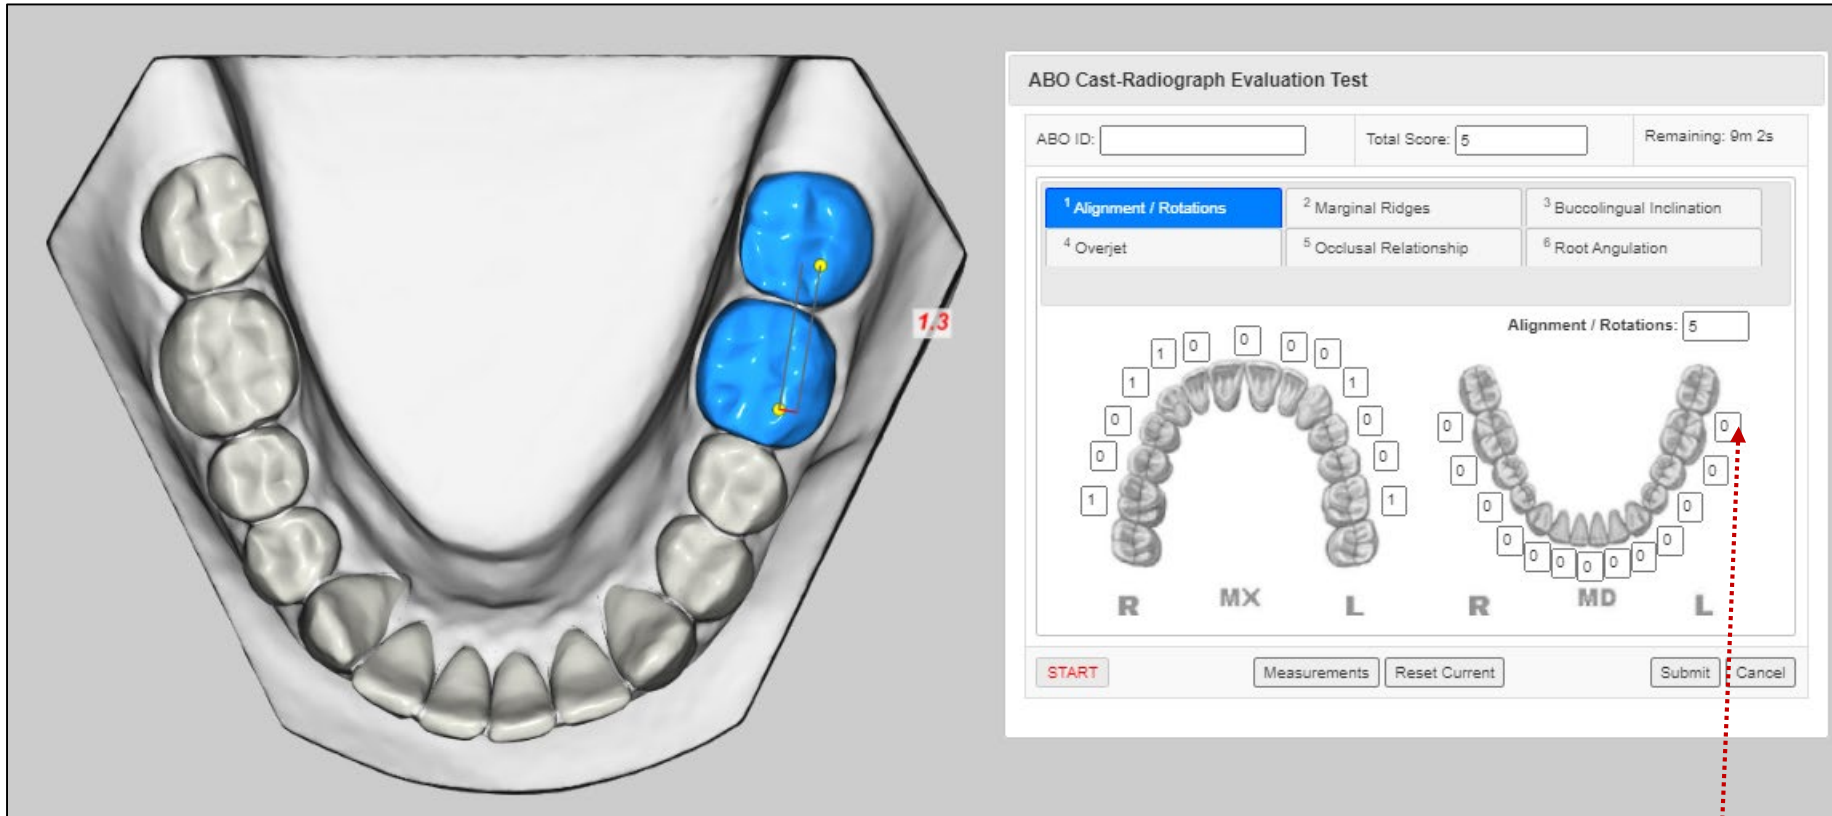 ABO Cast-Radiograph Evaluation Test
ABO ID: Total Score: 5 Remaining: 9m 2s
1 Alignment / Rotations 2 Marginal Ridges 3 Buccolingual Inclination
4 Overjet 5 Occlusal Relationship 6 Root Angulation
1.3
Alignment / Rotations: 5
1 0 0 0 0
1 1
0 0 0 0
0 0 0 0
1 1 0 0
0 0 0 0 0 0 0
R MX L R MD L
START Measurements Reset Current Submit Cancel